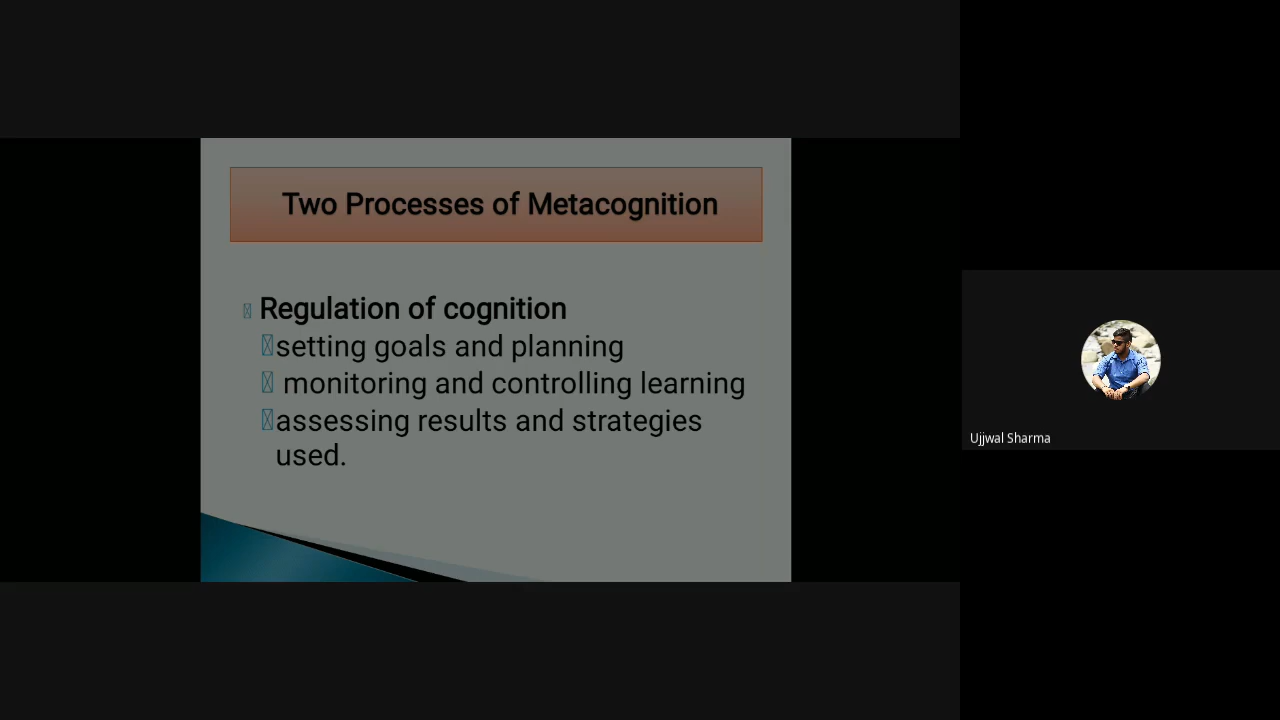 Two Processes of Metacognition
Regulation of cognition
setting goals and planning
monitoring and controlling learning
assessing results and strategies
used.
Ujjwal Sharma